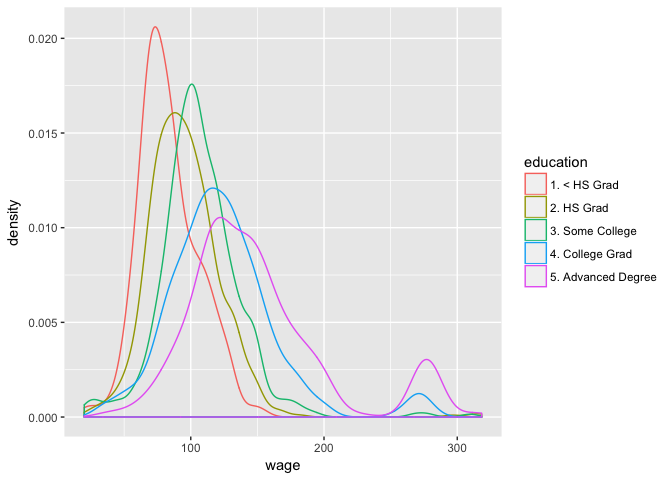 0.020
0.015
0.010
0.005
0.000
density
100 200 300
wage
education
1. < HS Grad
2. HS Grad
3. Some College
4. College Grad
5. Advanced Degree